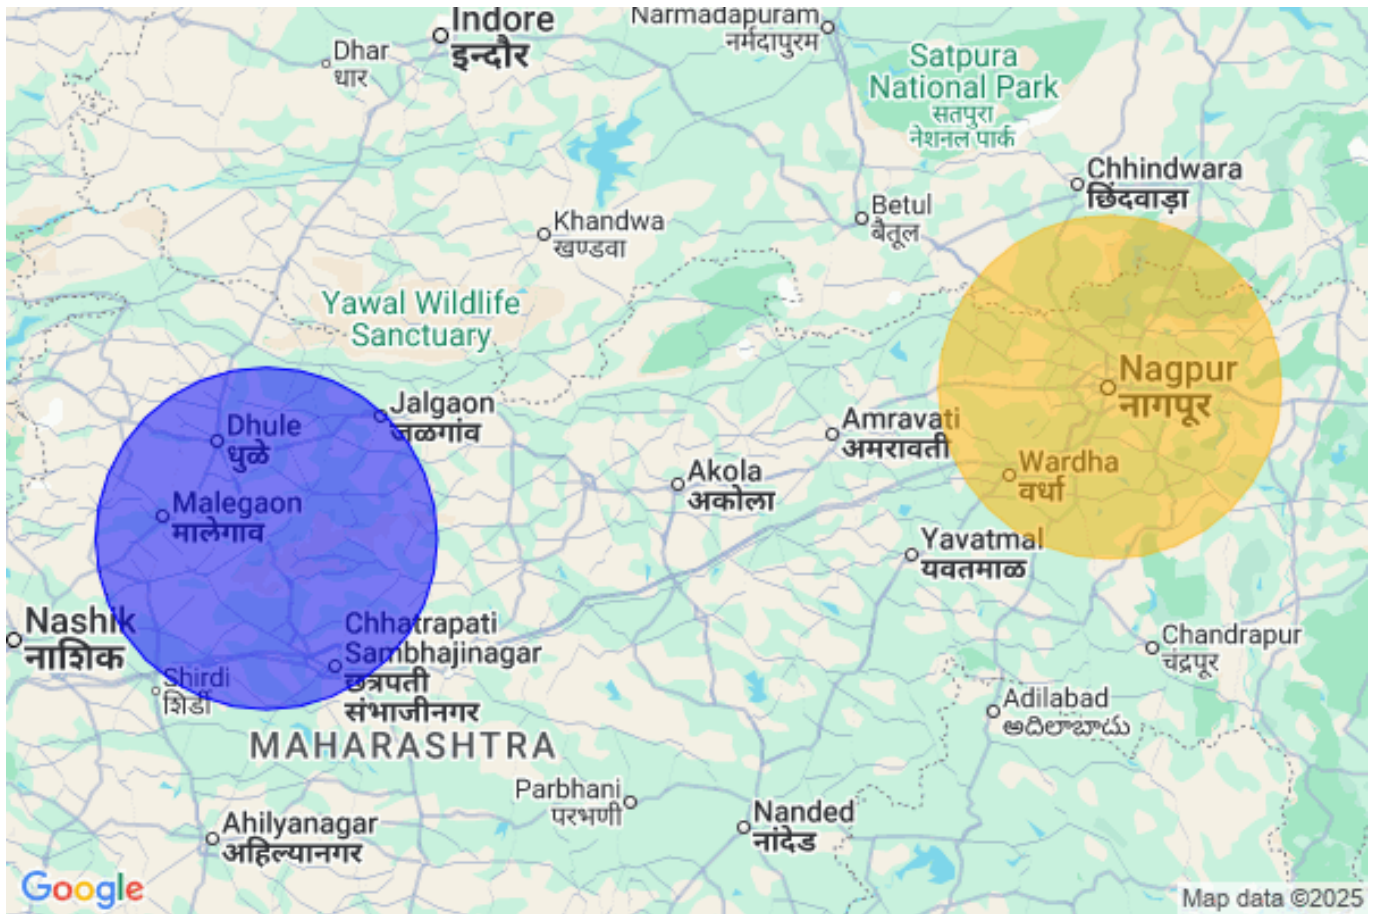 Indore
इन्दौर
Narmadapuram
नर्मदापुरम
Dhar
धार
Satpura
National Park
सतपुरा
नेशनल पार्क
Chhindwara
छिंदवाड़ा
Betul
बैतूल
Khandwa
खण्डवा
Yawal Wildlife
Sanctuary
Nagpur
नागपूर
Jalgaon
जळगांव
Dhule
धुळे
Amravati
अमरावती
Akola
अकोला
Wardha
वर्धा
Malegaon
मालेगाव
Yavatmal
यवतमाळ
Nashik
नाशिक
Chhatrapati
Sambhajinagar
छत्रपती
संभाजीनगर
Shirdi
शिर्डी
Chandrapur
चंद्रपूर
Adilabad
ఆదిలాబాదు
MAHARASHTRA
Parbhani
परभणी
Nanded
नांदेड
Ahilyanagar
अहिल्यानगर
Google
Map data ©2025